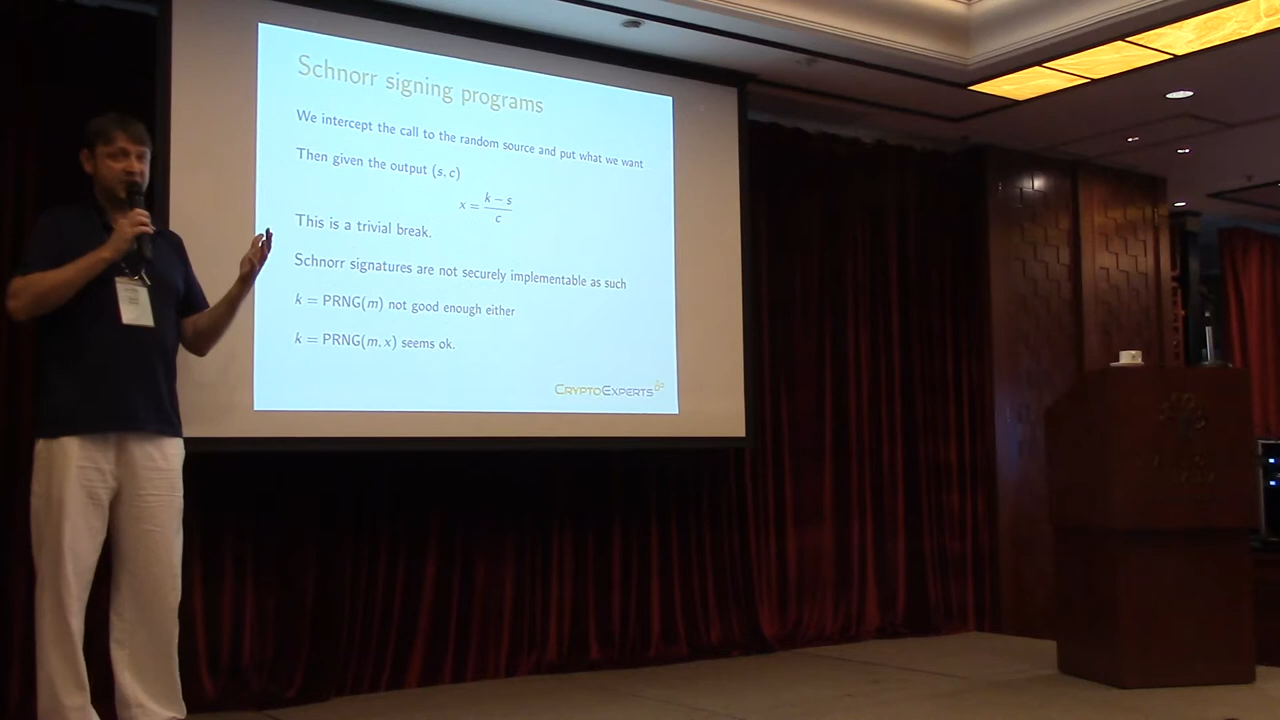 Schnorr signing programs
We intercept the call to the random source and put what we want
Then given the output (s, c)
x = \frac{k − s}{c}
This is a trivial break.
Schnorr signatures are not securely implementable as such
k = PRNG(m) not good enough either
k = PRNG(m, x) seems ok.
CRYPTOEXPERTS